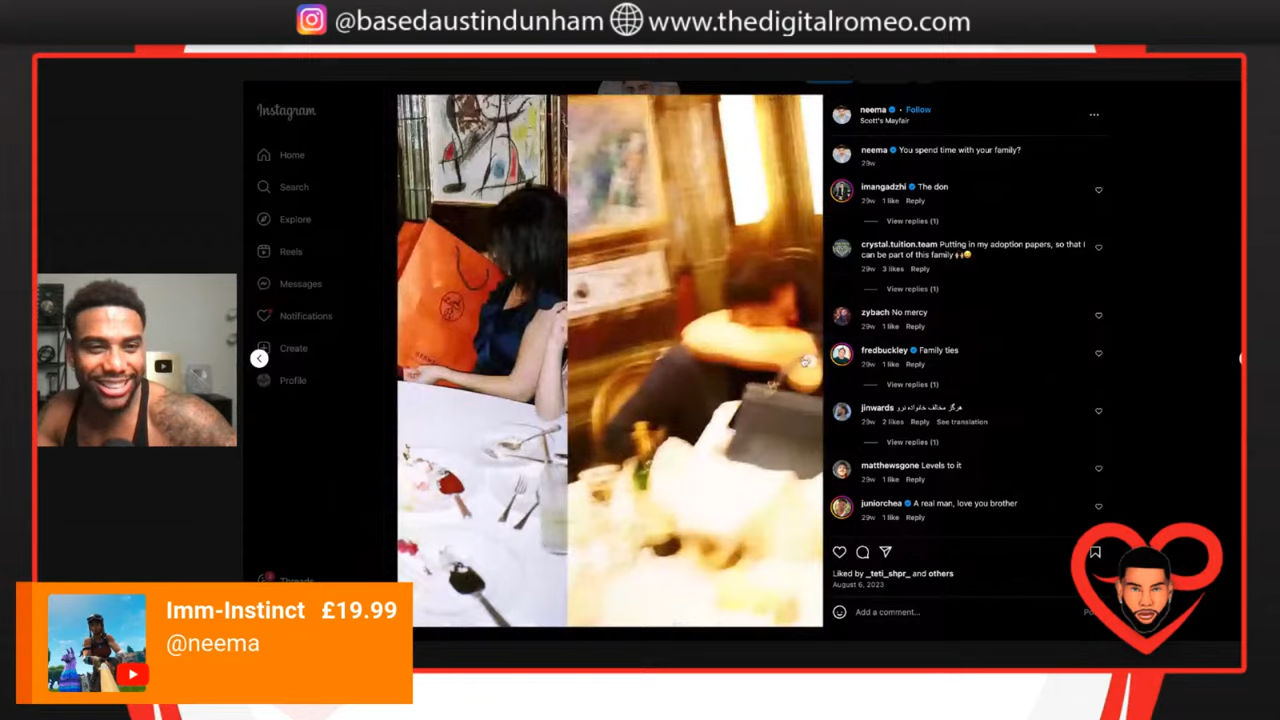 @basedaustindunham www.thedigitalromeo.com
Instagram
Home
Search
Explore
Reels
Messages
Notifications
Create
Profile
Threads
neema • Follow
Scott's Mayfair
neema You spend time with your family?
29w
imangadzhi The don
29w 1 like Reply
View replies (1)
crystal.tuition.team Putting in my adoption papers, so that I
can be part of this family 🙌😄
29w 3 likes Reply
View replies (1)
zybach No mercy
29w 1 like Reply
fredbuckley Family ties
29w 1 like Reply
View replies (1)
jinwards هرگز مخالف خانواده نرو
29w 2 likes Reply See translation
View replies (1)
matthewsgone Levels to it
29w 1 like Reply
juniorchea A real man, love you brother
29w 1 like Reply
Liked by _teti_shpr_ and others
August 6, 2023
Add a comment...
Imm-Instinct £19.99
@neema